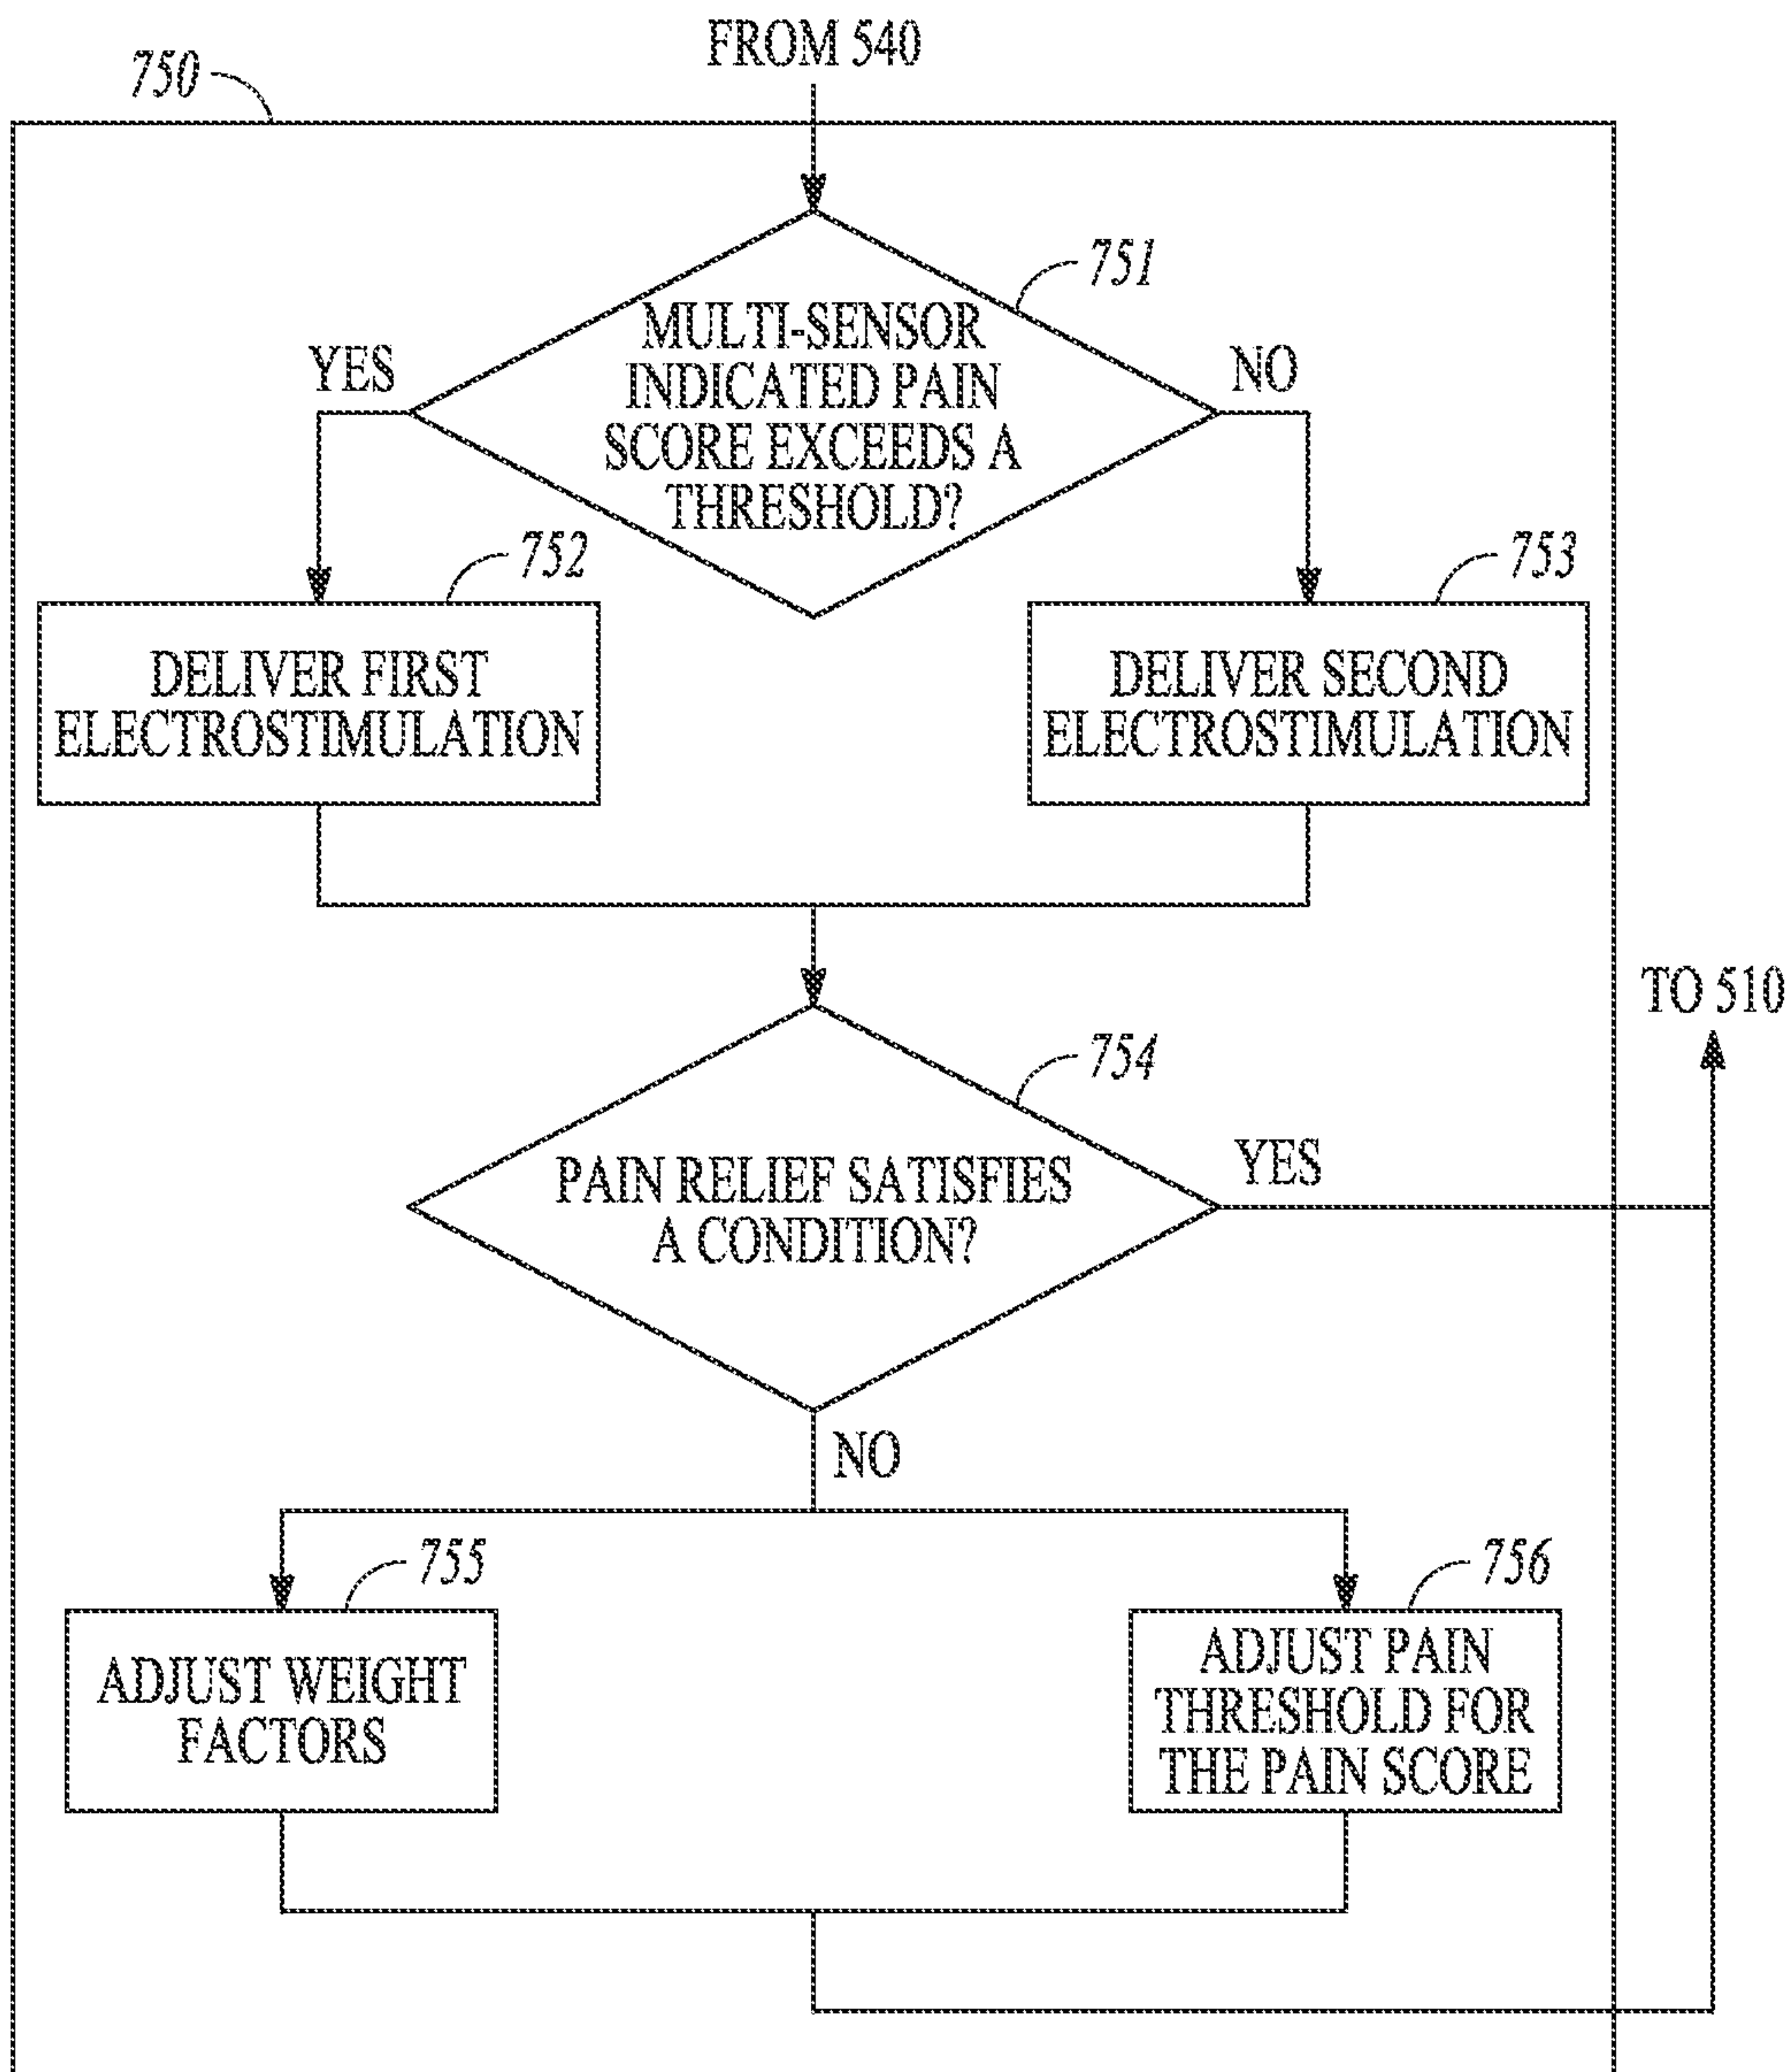 FROM 540
750
751
MULTI-SENSOR
INDICATED PAIN
SCORE EXCEEDS A
THRESHOLD?
YES
NO
752
753
DELIVER FIRST
ELECTROSTIMULATION
DELIVER SECOND
ELECTROSTIMULATION
TO 510
754
PAIN RELIEF SATISFIES
A CONDITION?
YES
NO
755
756
ADJUST WEIGHT
FACTORS
ADJUST PAIN
THRESHOLD FOR
THE PAIN SCORE